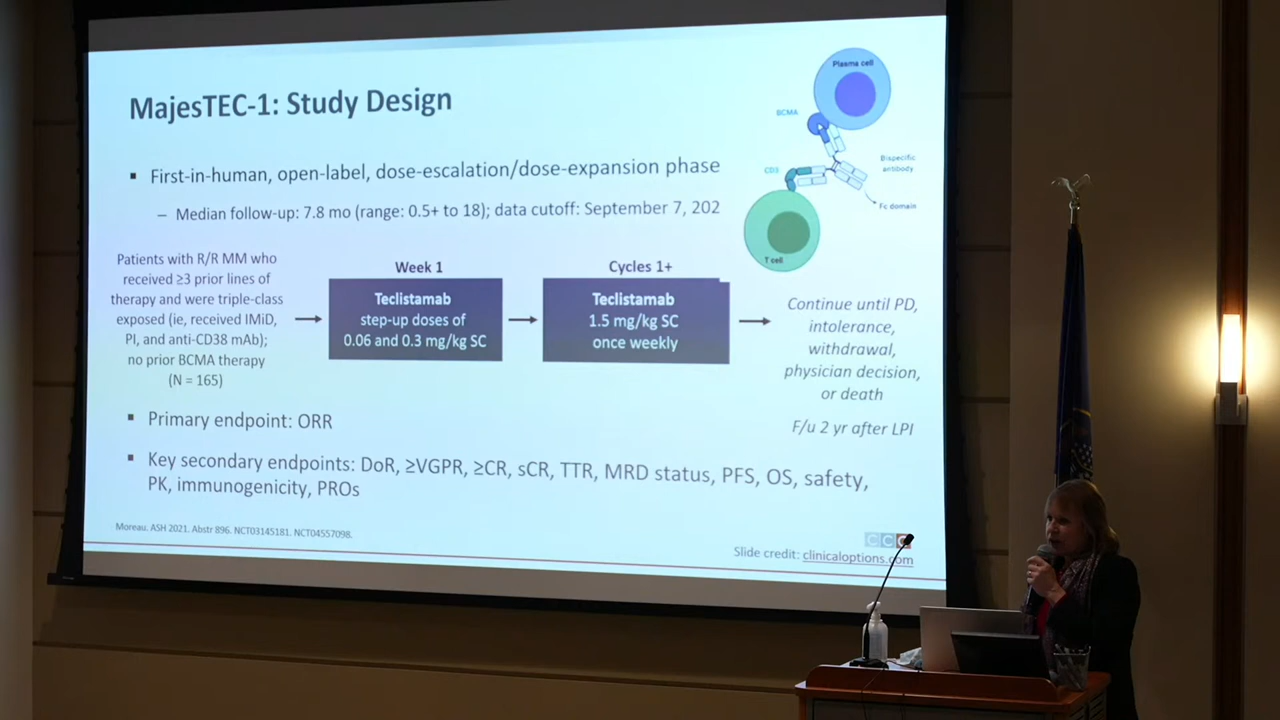 MajesTEC-1: Study Design
▪ First-in-human, open-label, dose-escalation/dose-expansion phase
– Median follow-up: 7.8 mo (range: 0.5+ to 18); data cutoff: September 7, 202
Plasma cell
BCMA
Bispecific
antibody
CD3
Fc domain
T cell
Patients with R/R MM who
received ≥3 prior lines of
therapy and were triple-class
exposed (ie, received IMiD,
PI, and anti-CD38 mAb);
no prior BCMA therapy
(N = 165)
Week 1
Teclistamab
step-up doses of
0.06 and 0.3 mg/kg SC
Cycles 1+
Teclistamab
1.5 mg/kg SC
once weekly
Continue until PD,
intolerance,
withdrawal,
physician decision,
or death
F/u 2 yr after LPI
▪ Primary endpoint: ORR
▪ Key secondary endpoints: DoR, ≥VGPR, ≥CR, sCR, TTR, MRD status, PFS, OS, safety,
PK, immunogenicity, PROs
Moreau. ASH 2021. Abstr 896. NCT03145181. NCT04557098.
CCO
Slide credit: clinicaloptions.com